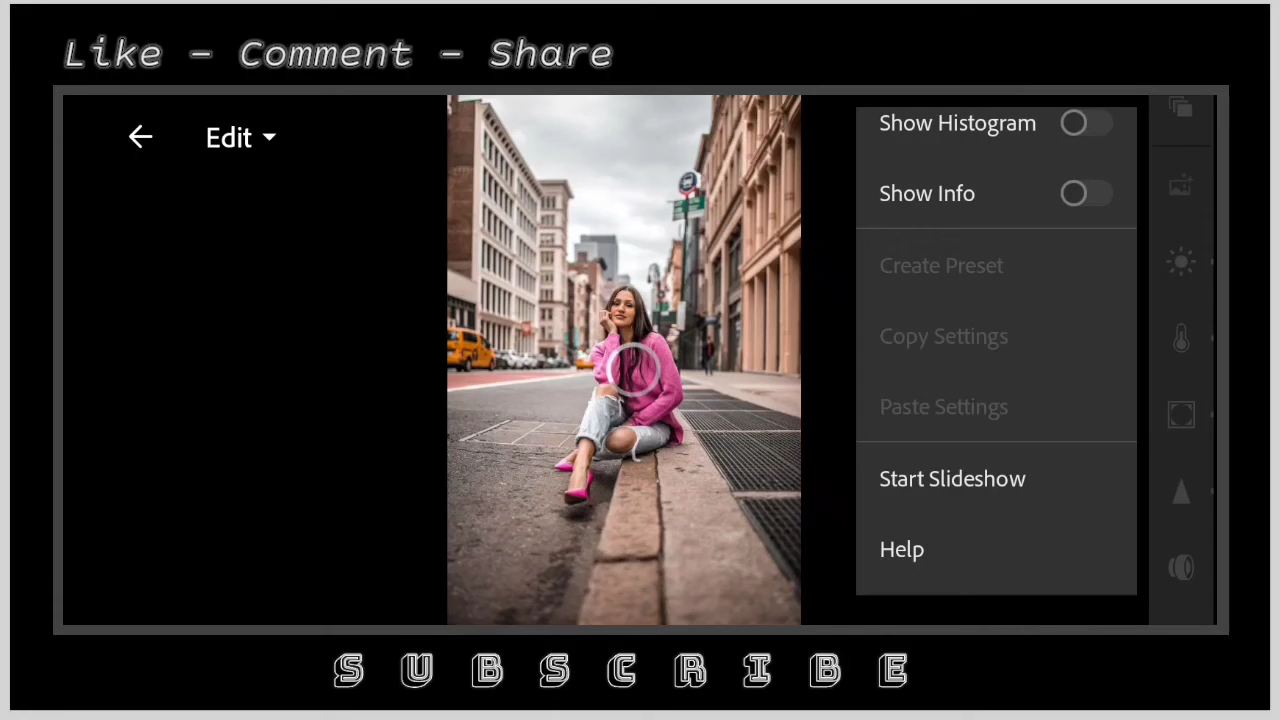 Like - Comment - Share
Edit
Show Histogram
Show Info
Create Preset
Copy Settings
Paste Settings
Start Slideshow
Help
SUBSCRIBE